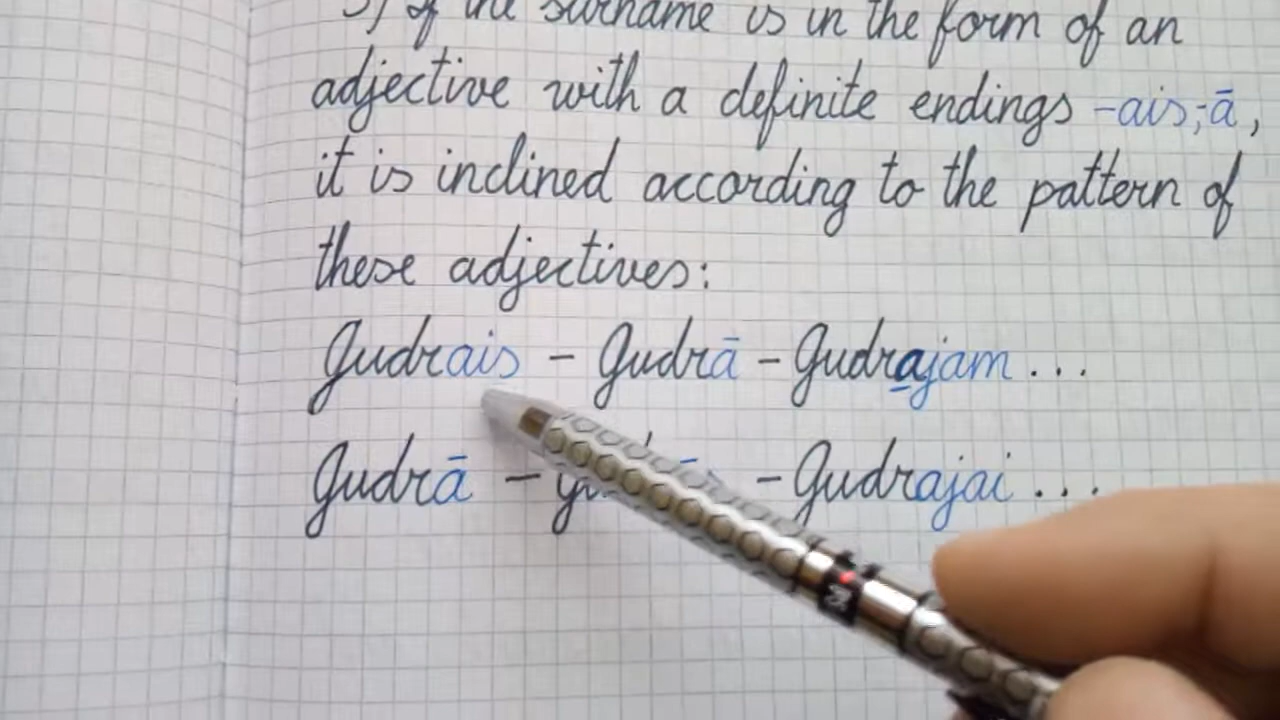 3) If the surname is in the form of an
adjective with a definite endings -ais; -ā,
it is inclined according to the pattern of
these adjectives:
Gudrais - Gudrā - Gudrajam ...
Gudrā - - Gudrajai ...